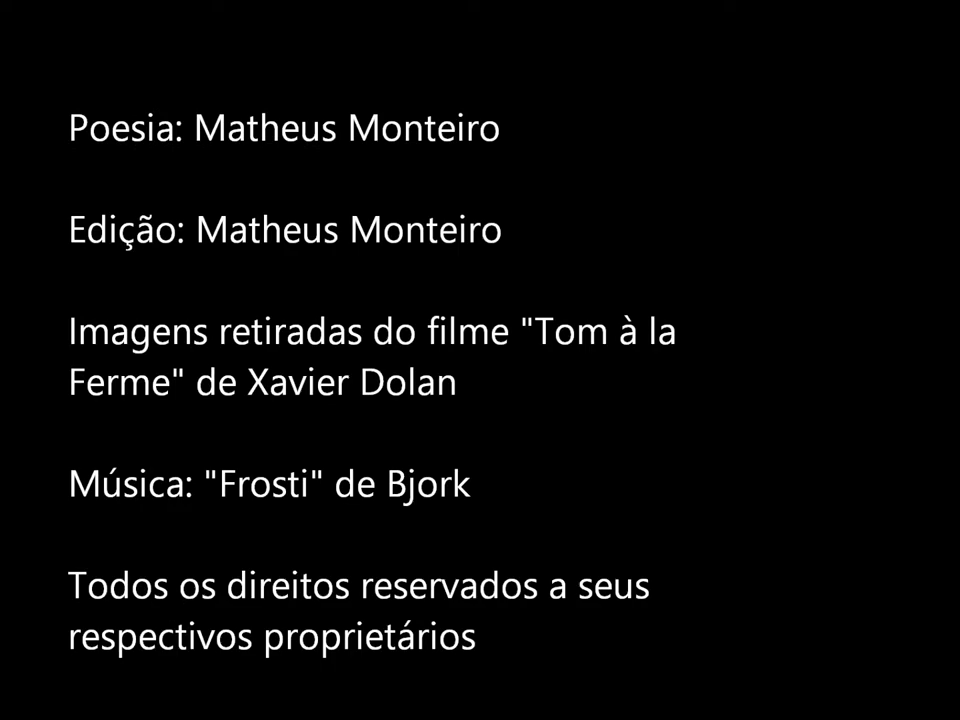 Poesia: Matheus Monteiro
Edição: Matheus Monteiro
Imagens retiradas do filme "Tom à la
Ferme" de Xavier Dolan
Música: "Frosti" de Bjork
Todos os direitos reservados a seus
respectivos proprietários